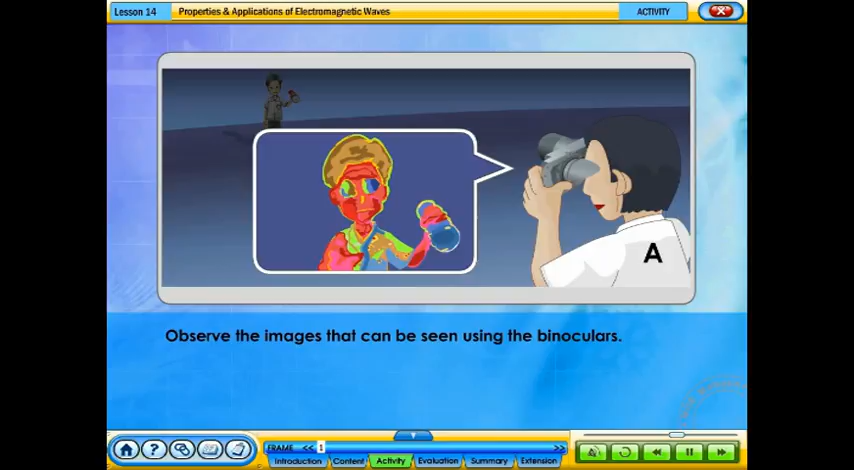 Lesson 14
Properties & Applications of Electromagnetic Waves
ACTIVITY
A
Observe the images that can be seen using the binoculars.
FRAME << 1 >>
Introduction
Content
Activity
Evaluation
Summary
Extension